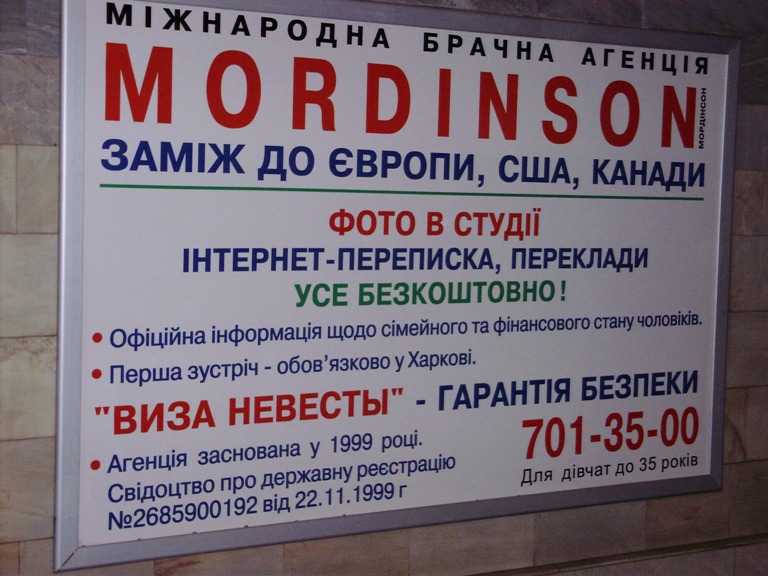 МІЖНАРОДНА БРАЧНА АГЕНЦІЯ
MORDINSON
МОРДІНСОН
ЗАМІЖ ДО ЄВРОПИ, США, КАНАДИ
ФОТО В СТУДІЇ
ІНТЕРНЕТ-ПЕРЕПИСКА, ПЕРЕКЛАДИ
УСЕ БЕЗКОШТОВНО!
• Офіційна інформація щодо сімейного та фінансового стану чоловіків.
• Перша зустріч - обов'язково у Харкові.
"ВИЗА НЕВЕСТЫ" - ГАРАНТІЯ БЕЗПЕКИ
• Агенція заснована у 1999 році.
Свідоцтво про державну реєстрацію
№2685900192 від 22.11.1999 г
701-35-00
Для дівчат до 35 років